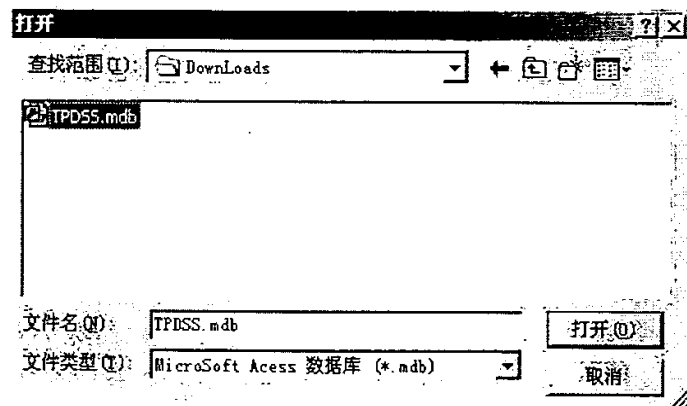 打开
查找范围(I): DownLoads
TPDSS.mdb
文件名(N): TPDSS.mdb 打开(O)
文件类型(T): MicroSoft Acess 数据库 (*.mdb) 取消